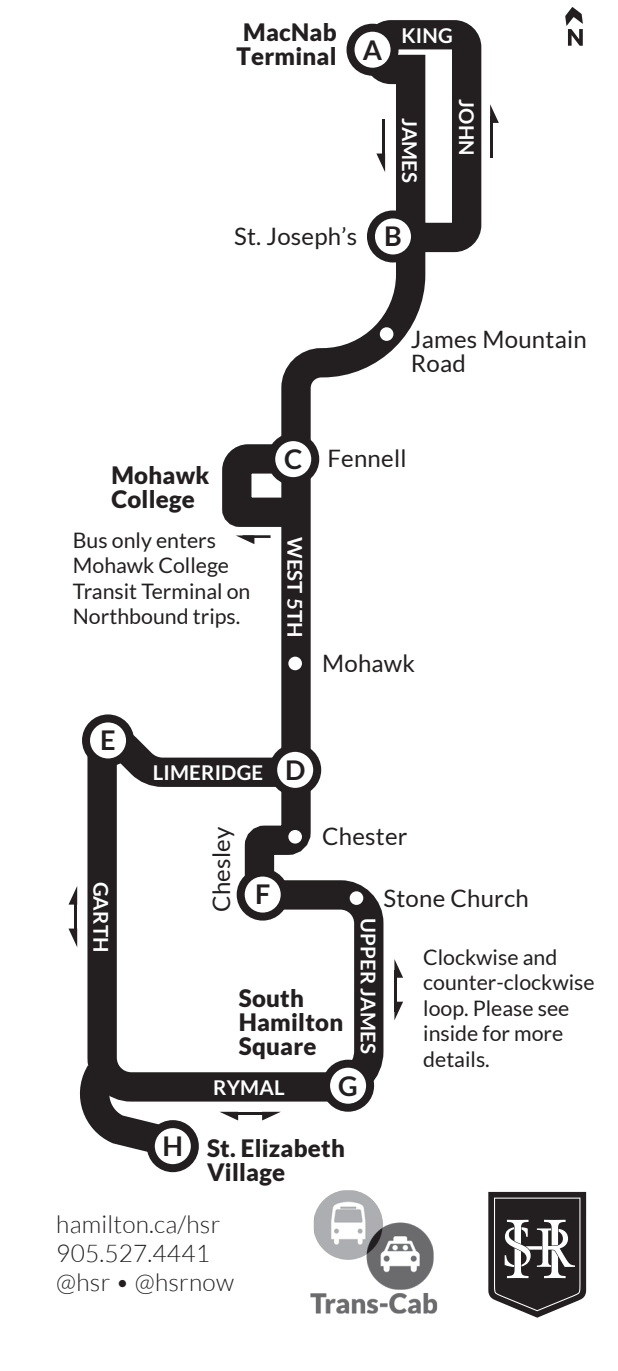 MacNab
Terminal
A
KING
N
JAMES
JOHN
St. Joseph's
B
James Mountain
Road
C
Fennell
Mohawk
College
Bus only enters
Mohawk College
Transit Terminal on
Northbound trips.
WEST 5TH
Mohawk
E
LIMERIDGE
D
Chester
Chesley
F
Stone Church
GARTH
UPPER JAMES
Clockwise and
counter-clockwise
loop. Please see
inside for more
details.
South
Hamilton
Square
RYMAL
G
H
St. Elizabeth
Village
hamilton.ca/hsr
905.527.4441
@hsr • @hsrnow
Trans-Cab
HSR